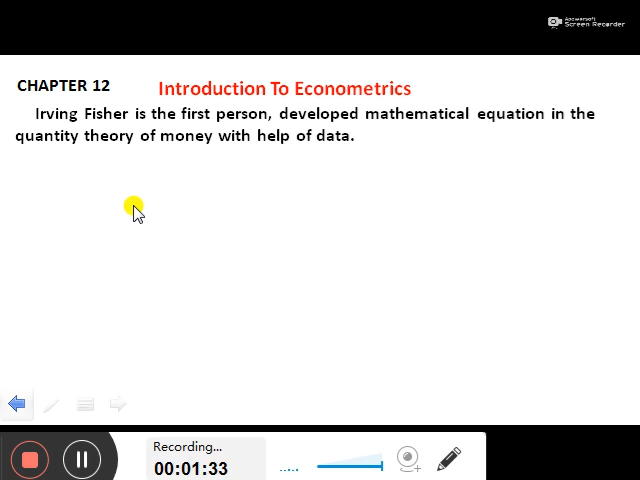 Apowersoft
Screen Recorder
CHAPTER 12 Introduction To Econometrics
Irving Fisher is the first person, developed mathematical equation in the
quantity theory of money with help of data.
Recording...
00:01:33